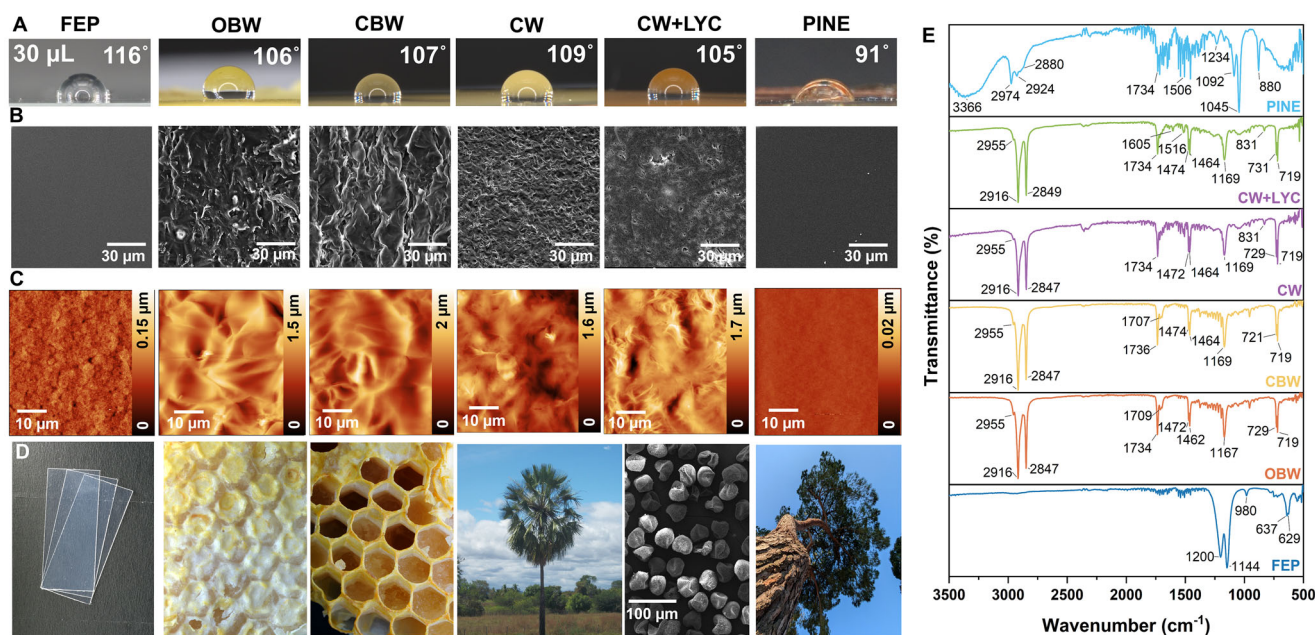 A FEP OBW CBW CW CW+LYC PINE
30 µL 116° 106° 107° 109° 105° 91°
B
30 µm 30 µm 30 µm 30 µm 30 µm 30 µm
C
0 0.15 µm 0 1.5 µm 0 2 µm 0 1.6 µm 0 1.7 µm 0 0.02 µm
10 µm 10 µm 10 µm 10 µm 10 µm 10 µm
D
100 µm
E
Transmittance (%)
3366 2974 2924 2880 1734 1506 1234 1092 1045 880
PINE
2955 2916 2849 1605 1734 1516 1474 1464 1169 831 731 719
CW+LYC
2955 2916 2847 1734 1472 1464 1169 831 729 719
CW
2955 2916 2847 1707 1736 1474 1464 1169 721 719
CBW
2955 2916 2847 1709 1734 1472 1462 1167 729 719
OBW
1200 1144 980 637 629
FEP
3500 3000 2500 2000 1500 1000 500
Wavenumber (cm⁻¹)